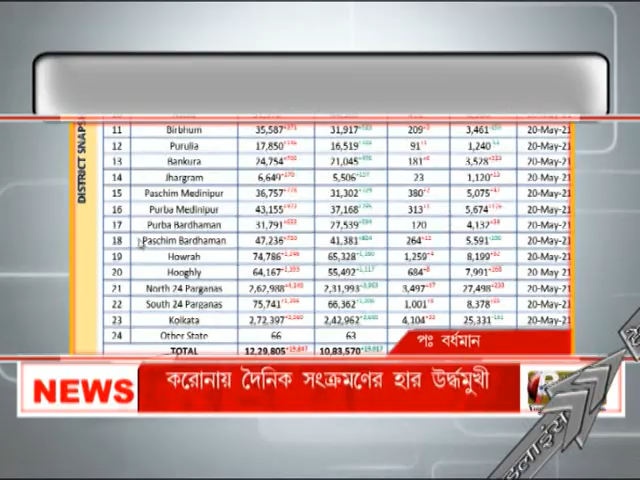 DISTRICT SNAPS
11 Birbhum 35,587 31,917 209 3,461 20-May-21
12 Purulia 17,850 16,519 91 1,240 20-May-21
13 Bankura 24,754 21,045 181 3,528 20-May-21
14 Jhargram 6,649 5,506 23 1,120 20-May-21
15 Paschim Medinipur 36,757 31,302 380 5,075 20-May-21
16 Purba Medinipur 43,155 37,168 313 5,674 20-May-21
17 Purba Bardhaman 31,791 27,539 120 4,132 20-May-21
18 Paschim Bardhaman 47,236 41,381 264 5,591 20-May-21
19 Howrah 74,786 65,328 1,259 8,199 20-May-21
20 Hooghly 64,167 55,492 684 7,991 20-May-21
21 North 24 Parganas 2,62,988 2,31,993 3,497 27,498 20-May-21
22 South 24 Parganas 75,741 66,362 1,001 8,378 20-May-21
23 Kolkata 2,72,397 2,42,962 4,104 25,331 20-May-21
24 Other State 66 63
TOTAL 12,29,805 10,83,570
পঃ বর্ধমান
NEWS করোনায় দৈনিক সংক্রমণের হার উর্দ্ধমুখী